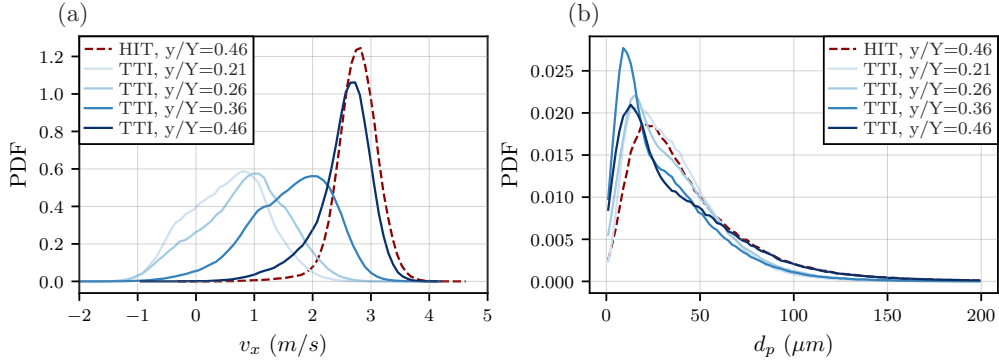 (a)
PDF
1.2
1.0
0.8
0.6
0.4
0.2
0.0
HIT, y/Y=0.46
TTI, y/Y=0.21
TTI, y/Y=0.26
TTI, y/Y=0.36
TTI, y/Y=0.46
−2 −1 0 1 2 3 4 5
v_x (m/s)
(b)
PDF
0.025
0.020
0.015
0.010
0.005
0.000
HIT, y/Y=0.46
TTI, y/Y=0.21
TTI, y/Y=0.26
TTI, y/Y=0.36
TTI, y/Y=0.46
0 50 100 150 200
d_p (μm)